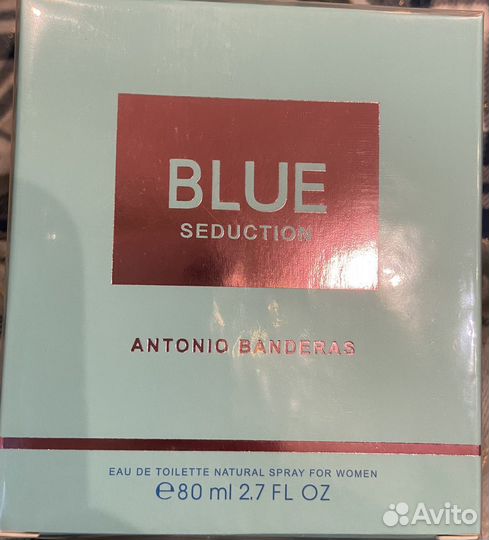 BLUE
SEDUCTION
ANTONIO BANDERAS
EAU DE TOILETTE NATURAL SPRAY FOR WOMEN
℮80 ml 2.7 FL OZ
Avito